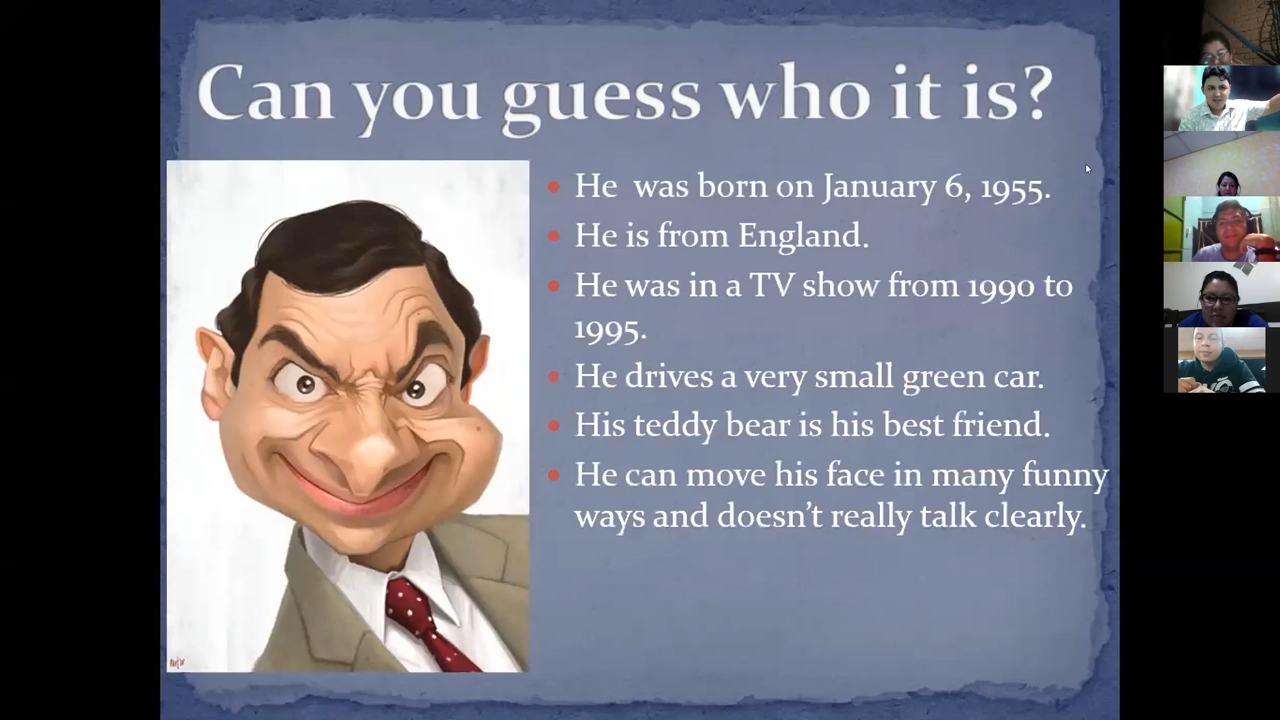 Can you guess who it is?
He  was born on January 6, 1955.
He is from England.
He was in a TV show from 1990 to
1995.
He drives a very small green car.
His teddy bear is his best friend.
He can move his face in many funny
ways and doesn't really talk clearly.